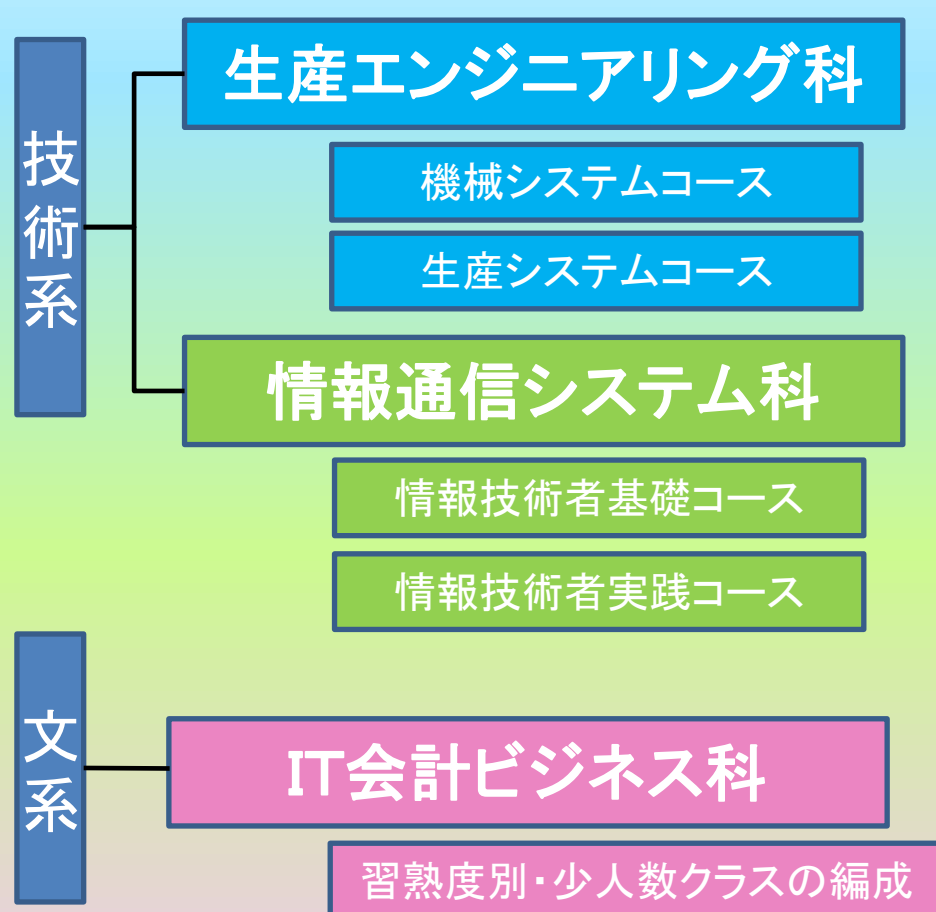 技術系
生産エンジニアリング科
機械システムコース
生産システムコース
情報通信システム科
情報技術者基礎コース
情報技術者実践コース
文系
IT会計ビジネス科
習熟度別・少人数クラスの編成